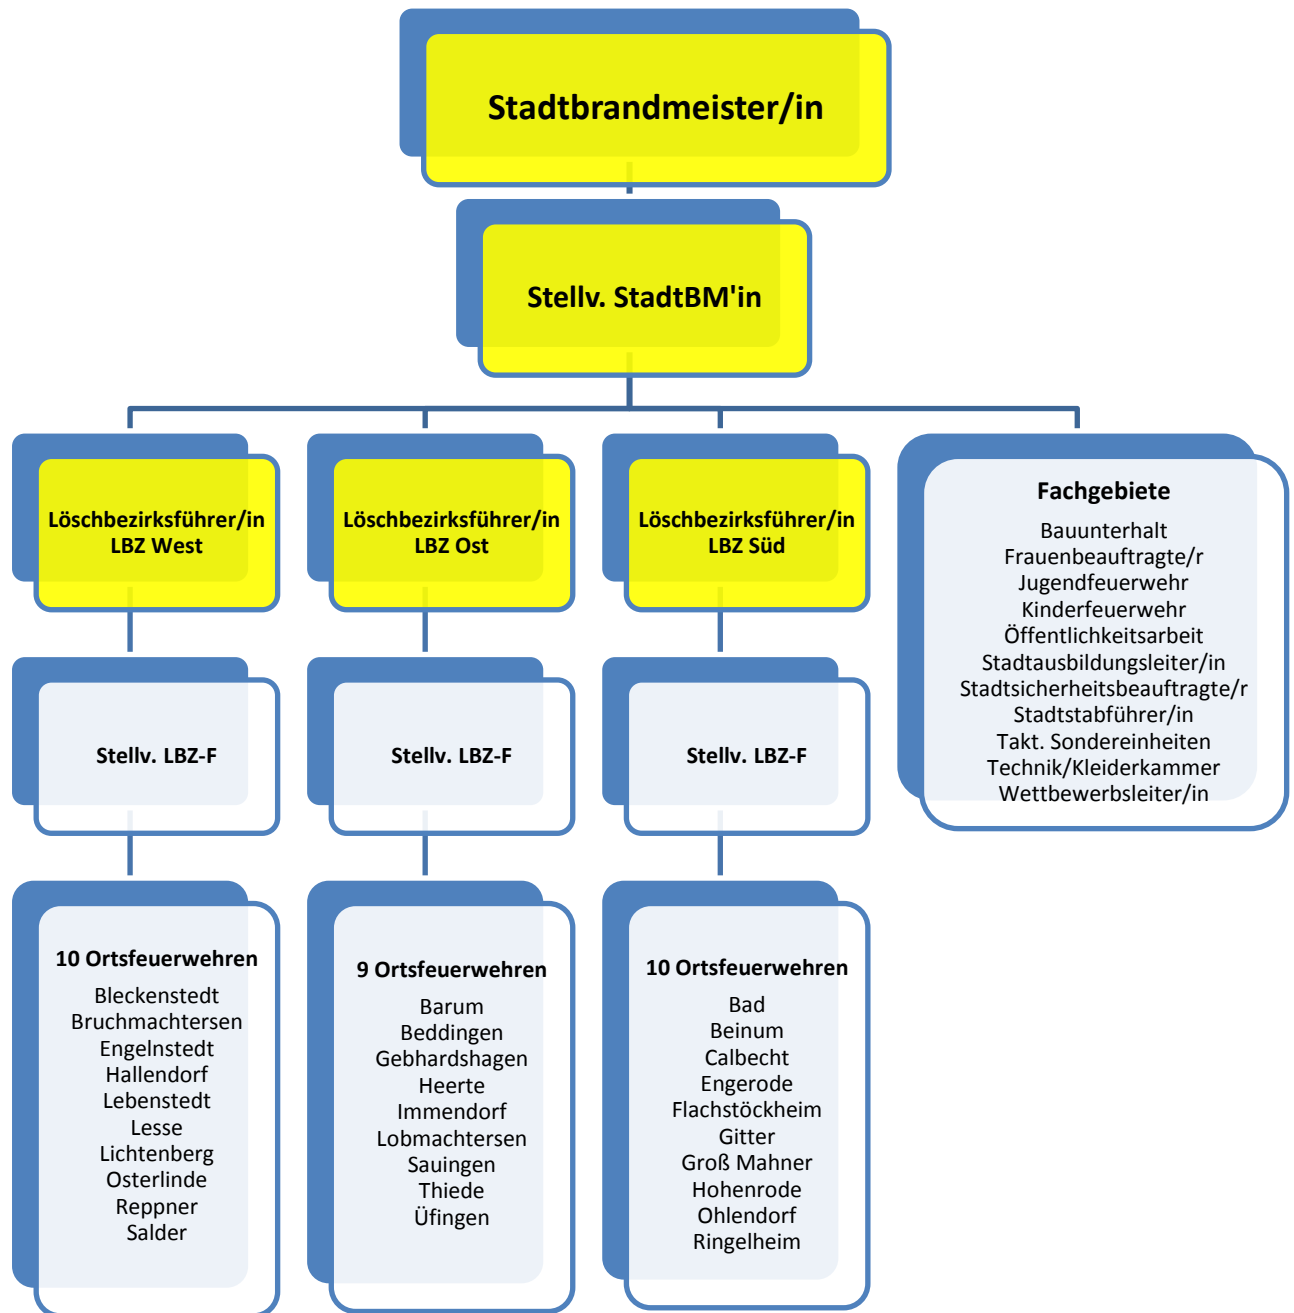 Stadtbrandmeister/in
Stellv. StadtBM'in
Löschbezirksführer/in
LBZ West
Stellv. LBZ-F
10 Ortsfeuerwehren
Bleckenstedt
Bruchmachtersen
Engelnstedt
Hallendorf
Lebenstedt
Lesse
Lichtenberg
Osterlinde
Reppner
Salder
Löschbezirksführer/in
LBZ Ost
Stellv. LBZ-F
9 Ortsfeuerwehren
Barum
Beddingen
Gebhardshagen
Heerte
Immendorf
Lobmachtersen
Sauingen
Thiede
Üfingen
Löschbezirksführer/in
LBZ Süd
Stellv. LBZ-F
10 Ortsfeuerwehren
Bad
Beinum
Calbecht
Engerode
Flachstöckheim
Gitter
Groß Mahner
Hohenrode
Ohlendorf
Ringelheim
Fachgebiete
Bauunterhalt
Frauenbeauftragte/r
Jugendfeuerwehr
Kinderfeuerwehr
Öffentlichkeitsarbeit
Stadtausbildungsleiter/in
Stadtsicherheitsbeauftragte/r
Stadtstabführer/in
Takt. Sondereinheiten
Technik/Kleiderkammer
Wettbewerbsleiter/in